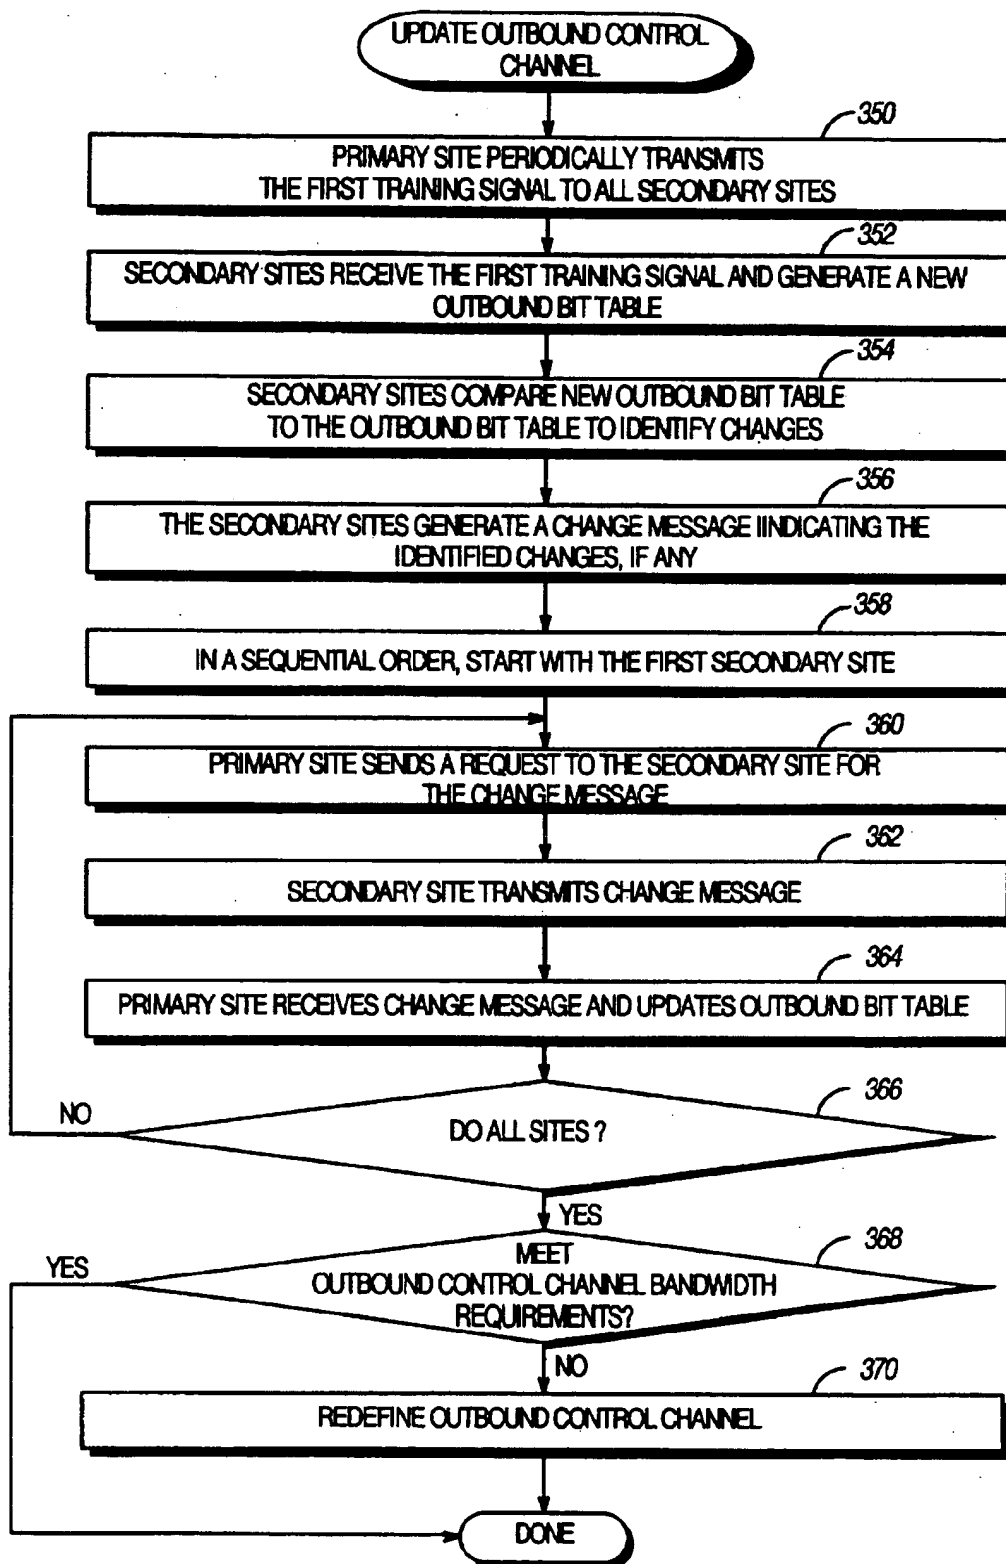 UPDATE OUTBOUND CONTROL
CHANNEL
350
PRIMARY SITE PERIODICALLY TRANSMITS
THE FIRST TRAINING SIGNAL TO ALL SECONDARY SITES
352
SECONDARY SITES RECEIVE THE FIRST TRAINING SIGNAL AND GENERATE A NEW
OUTBOUND BIT TABLE
354
SECONDARY SITES COMPARE NEW OUTBOUND BIT TABLE
TO THE OUTBOUND BIT TABLE TO IDENTIFY CHANGES
356
THE SECONDARY SITES GENERATE A CHANGE MESSAGE IINDICATING THE
IDENTIFIED CHANGES, IF ANY
358
IN A SEQUENTIAL ORDER, START WITH THE FIRST SECONDARY SITE
360
PRIMARY SITE SENDS A REQUEST TO THE SECONDARY SITE FOR
THE CHANGE MESSAGE
362
SECONDARY SITE TRANSMITS CHANGE MESSAGE
364
PRIMARY SITE RECEIVES CHANGE MESSAGE AND UPDATES OUTBOUND BIT TABLE
366
NO
DO ALL SITES ?
YES
368
YES
MEET
OUTBOUND CONTROL CHANNEL BANDWIDTH
REQUIREMENTS?
NO
370
REDEFINE OUTBOUND CONTROL CHANNEL
DONE